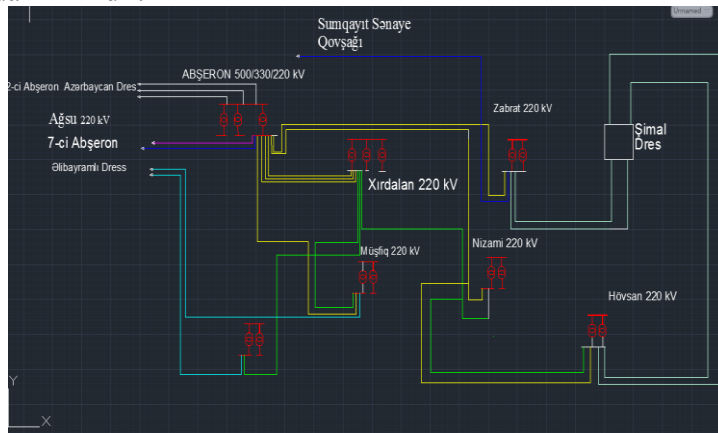 Unnamed
Sumqayıt Sənaye
Qovşağı
ABŞERON 500/330/220 kV
2-ci Abşeron Azərbaycan Dres
Zabrat 220 kV
Ağsu 220 kV
7-ci Abşeron
Şimal
Dres
Əlibayramlı Dress
Xırdalan 220 kV
Müşfiq 220 kV
Nizami 220 kV
Hövsan 220 kV
Y
X